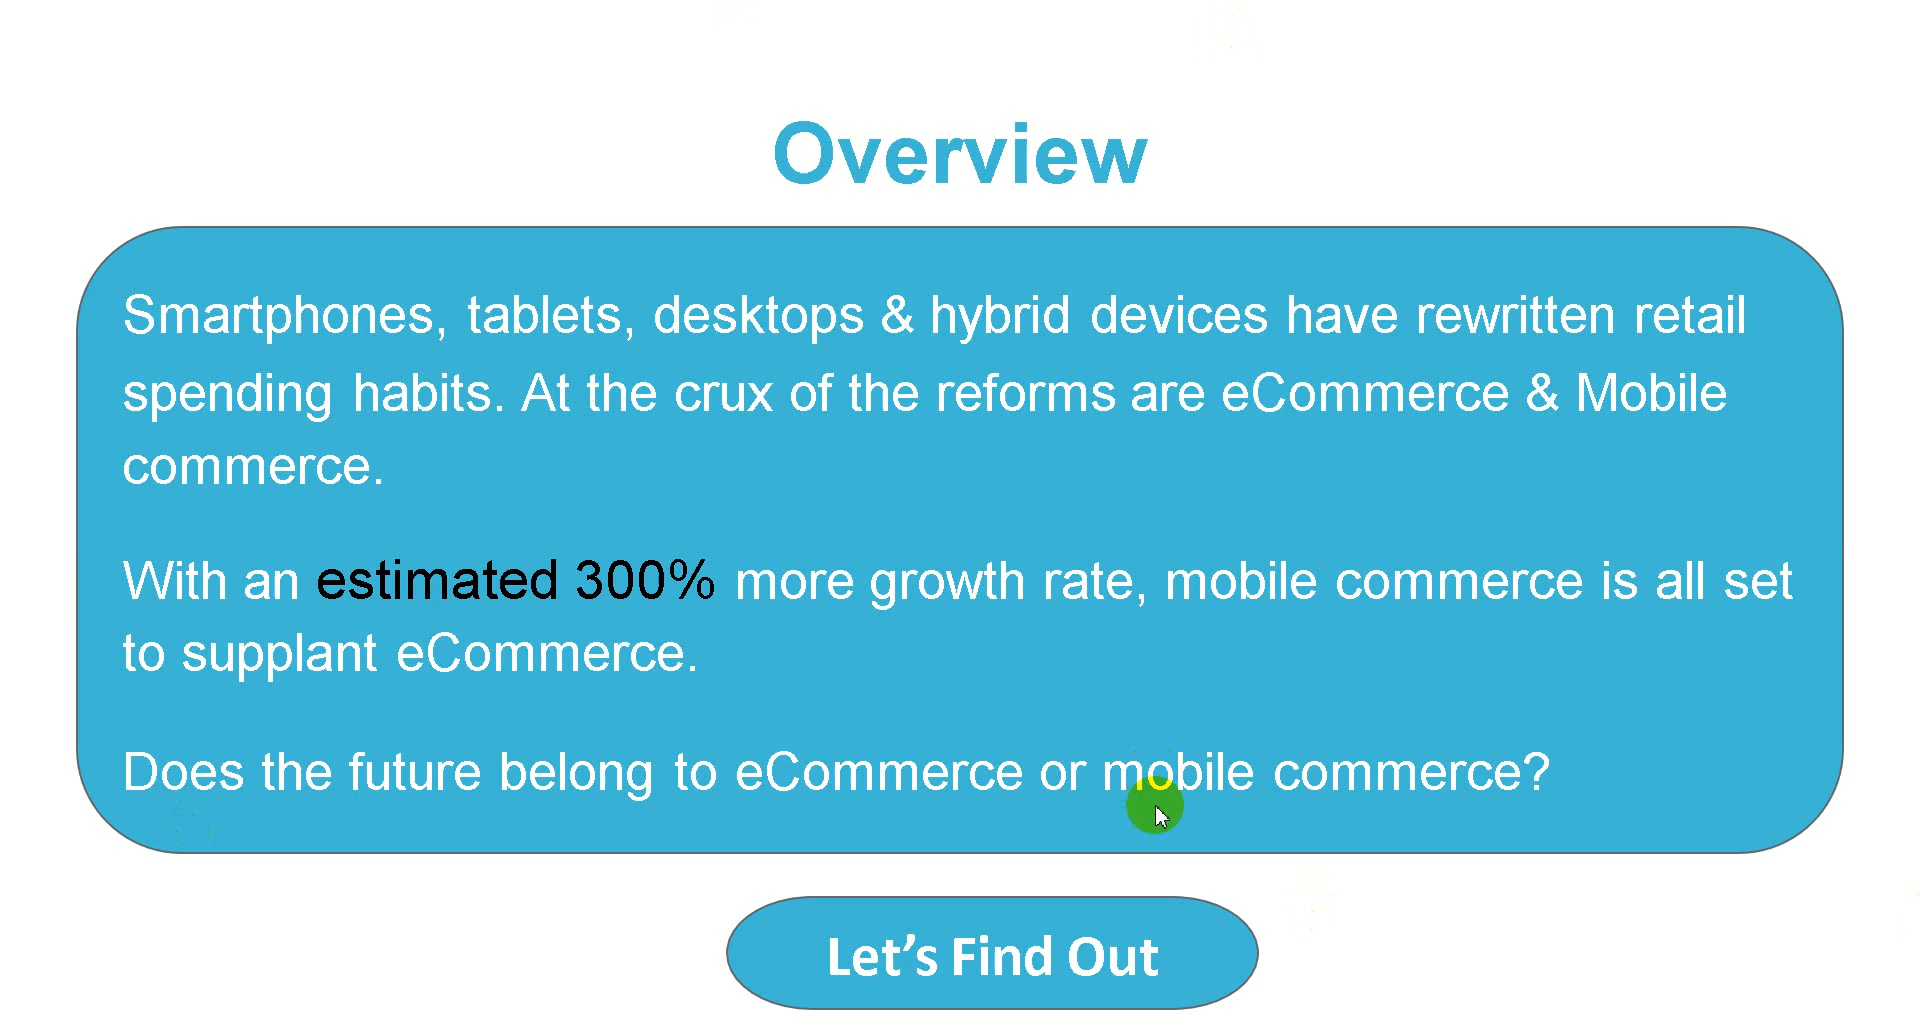 Overview
Smartphones, tablets, desktops & hybrid devices have rewritten retail
spending habits. At the crux of the reforms are eCommerce & Mobile
commerce.
With an estimated 300% more growth rate, mobile commerce is all set
to supplant eCommerce.
Does the future belong to eCommerce or mobile commerce?
Let’s Find Out